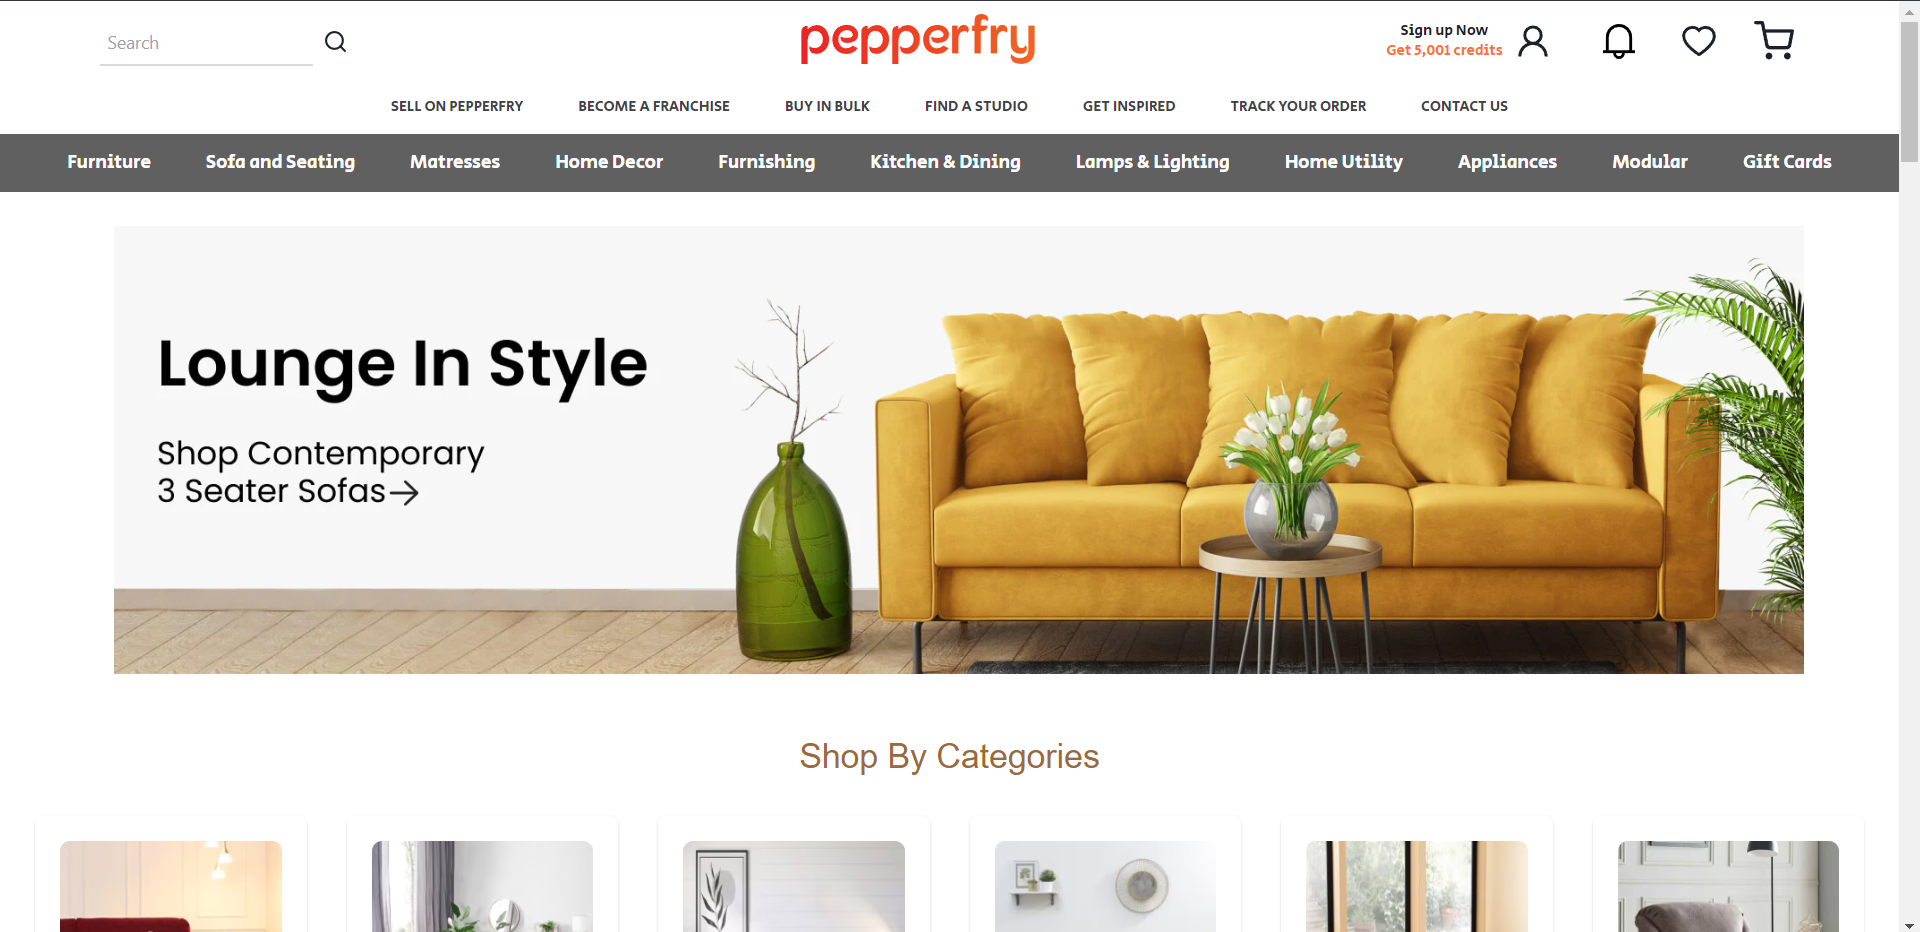 Search
pepperfry
Sign up Now
Get 5,001 credits
SELL ON PEPPERFRY
BECOME A FRANCHISE
BUY IN BULK
FIND A STUDIO
GET INSPIRED
TRACK YOUR ORDER
CONTACT US
Furniture
Sofa and Seating
Matresses
Home Decor
Furnishing
Kitchen & Dining
Lamps & Lighting
Home Utility
Appliances
Modular
Gift Cards
Lounge In Style
Shop Contemporary
3 Seater Sofas→
Shop By Categories